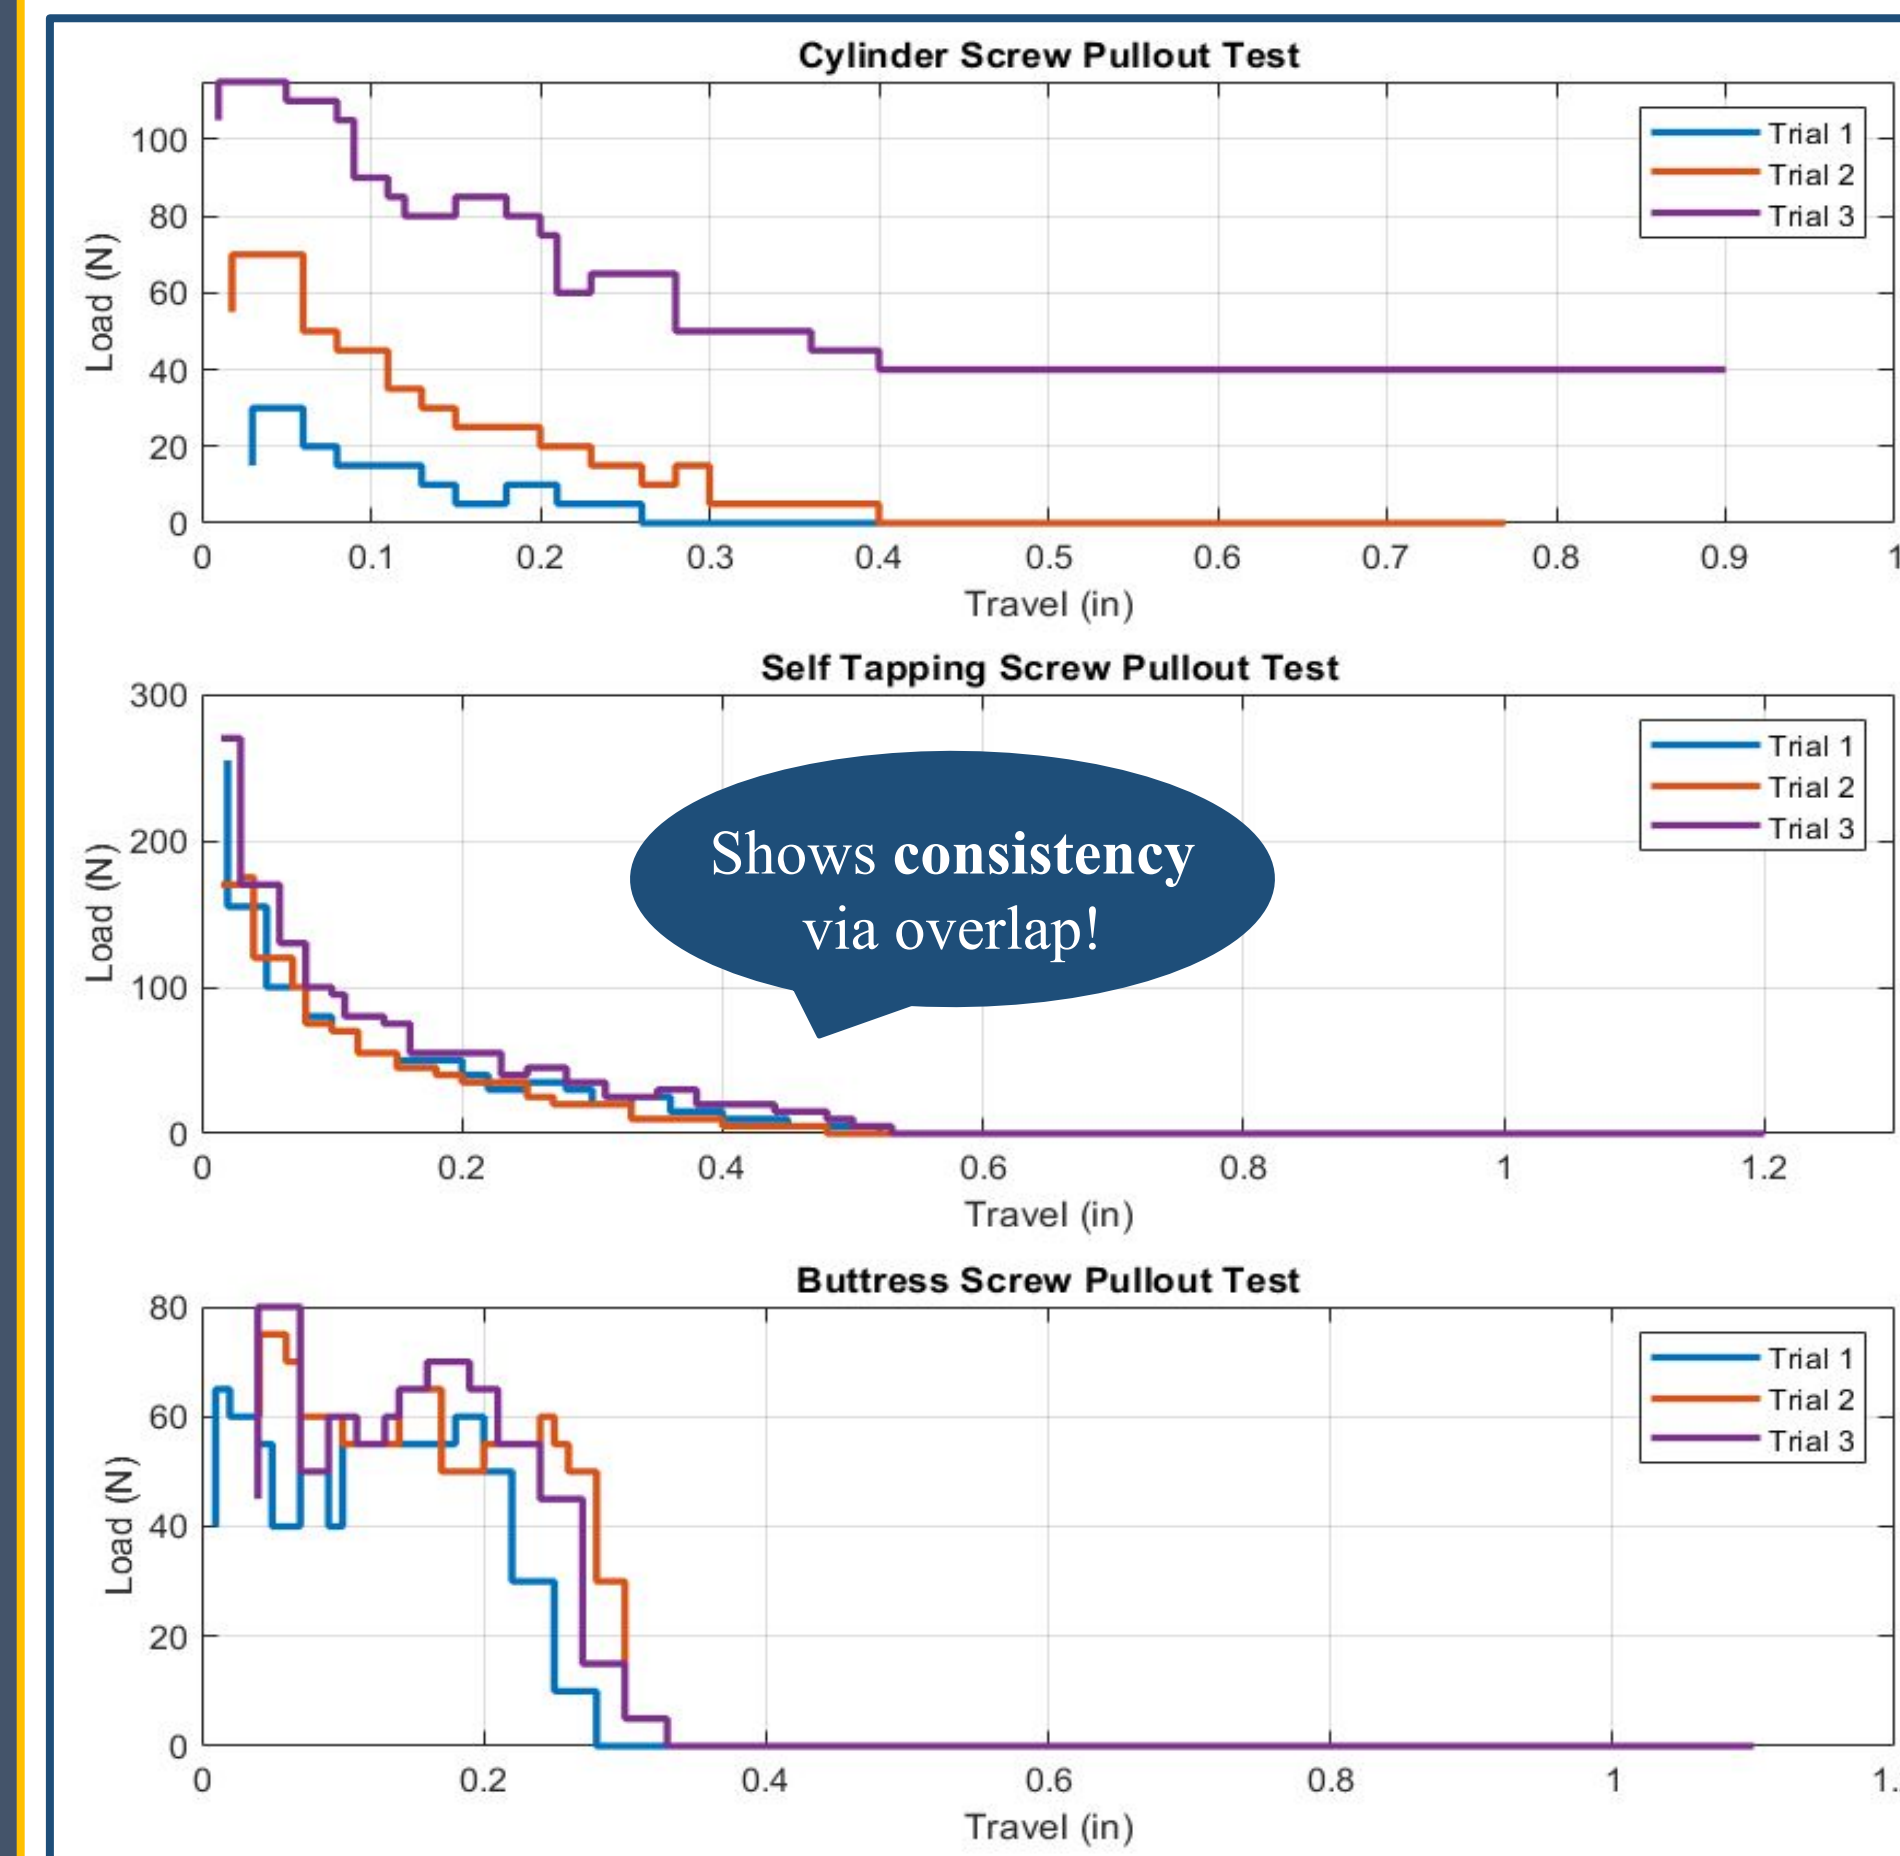 Cylinder Screw Pullout Test
Load (N)
100
80
60
40
20
0
Trial 1
Trial 2
Trial 3
0 0.1 0.2 0.3 0.4 0.5 0.6 0.7 0.8 0.9 1
Travel (in)
Self Tapping Screw Pullout Test
Load (N)
300
200
100
0
Trial 1
Trial 2
Trial 3
Shows consistency
via overlap!
0 0.2 0.4 0.6 0.8 1 1.2
Travel (in)
Buttress Screw Pullout Test
Load (N)
80
60
40
20
0
Trial 1
Trial 2
Trial 3
0 0.2 0.4 0.6 0.8 1 1.
Travel (in)